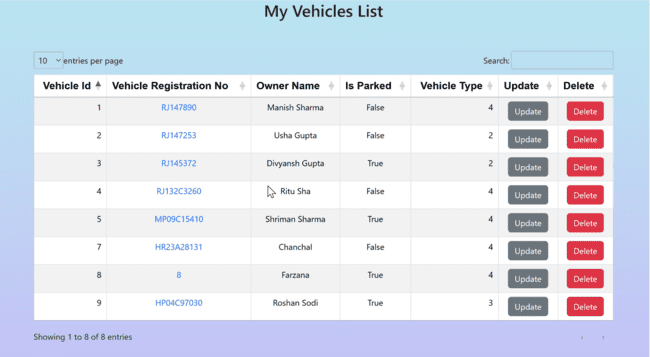 My Vehicles List
10 entries per page Search:
Vehicle Id Vehicle Registration No Owner Name Is Parked Vehicle Type Update Delete
1 RJ147890 Manish Sharma False 4 Update Delete
2 RJ147253 Usha Gupta False 2 Update Delete
3 RJ145372 Divyansh Gupta True 2 Update Delete
4 RJ132C3260 Ritu Sha False 4 Update Delete
5 MP09C15410 Shriman Sharma True 4 Update Delete
7 HR23A28131 Chanchal False 4 Update Delete
8 8 Farzana True 4 Update Delete
9 HP04C97030 Roshan Sodi True 3 Update Delete
Showing 1 to 8 of 8 entries ‹ ›